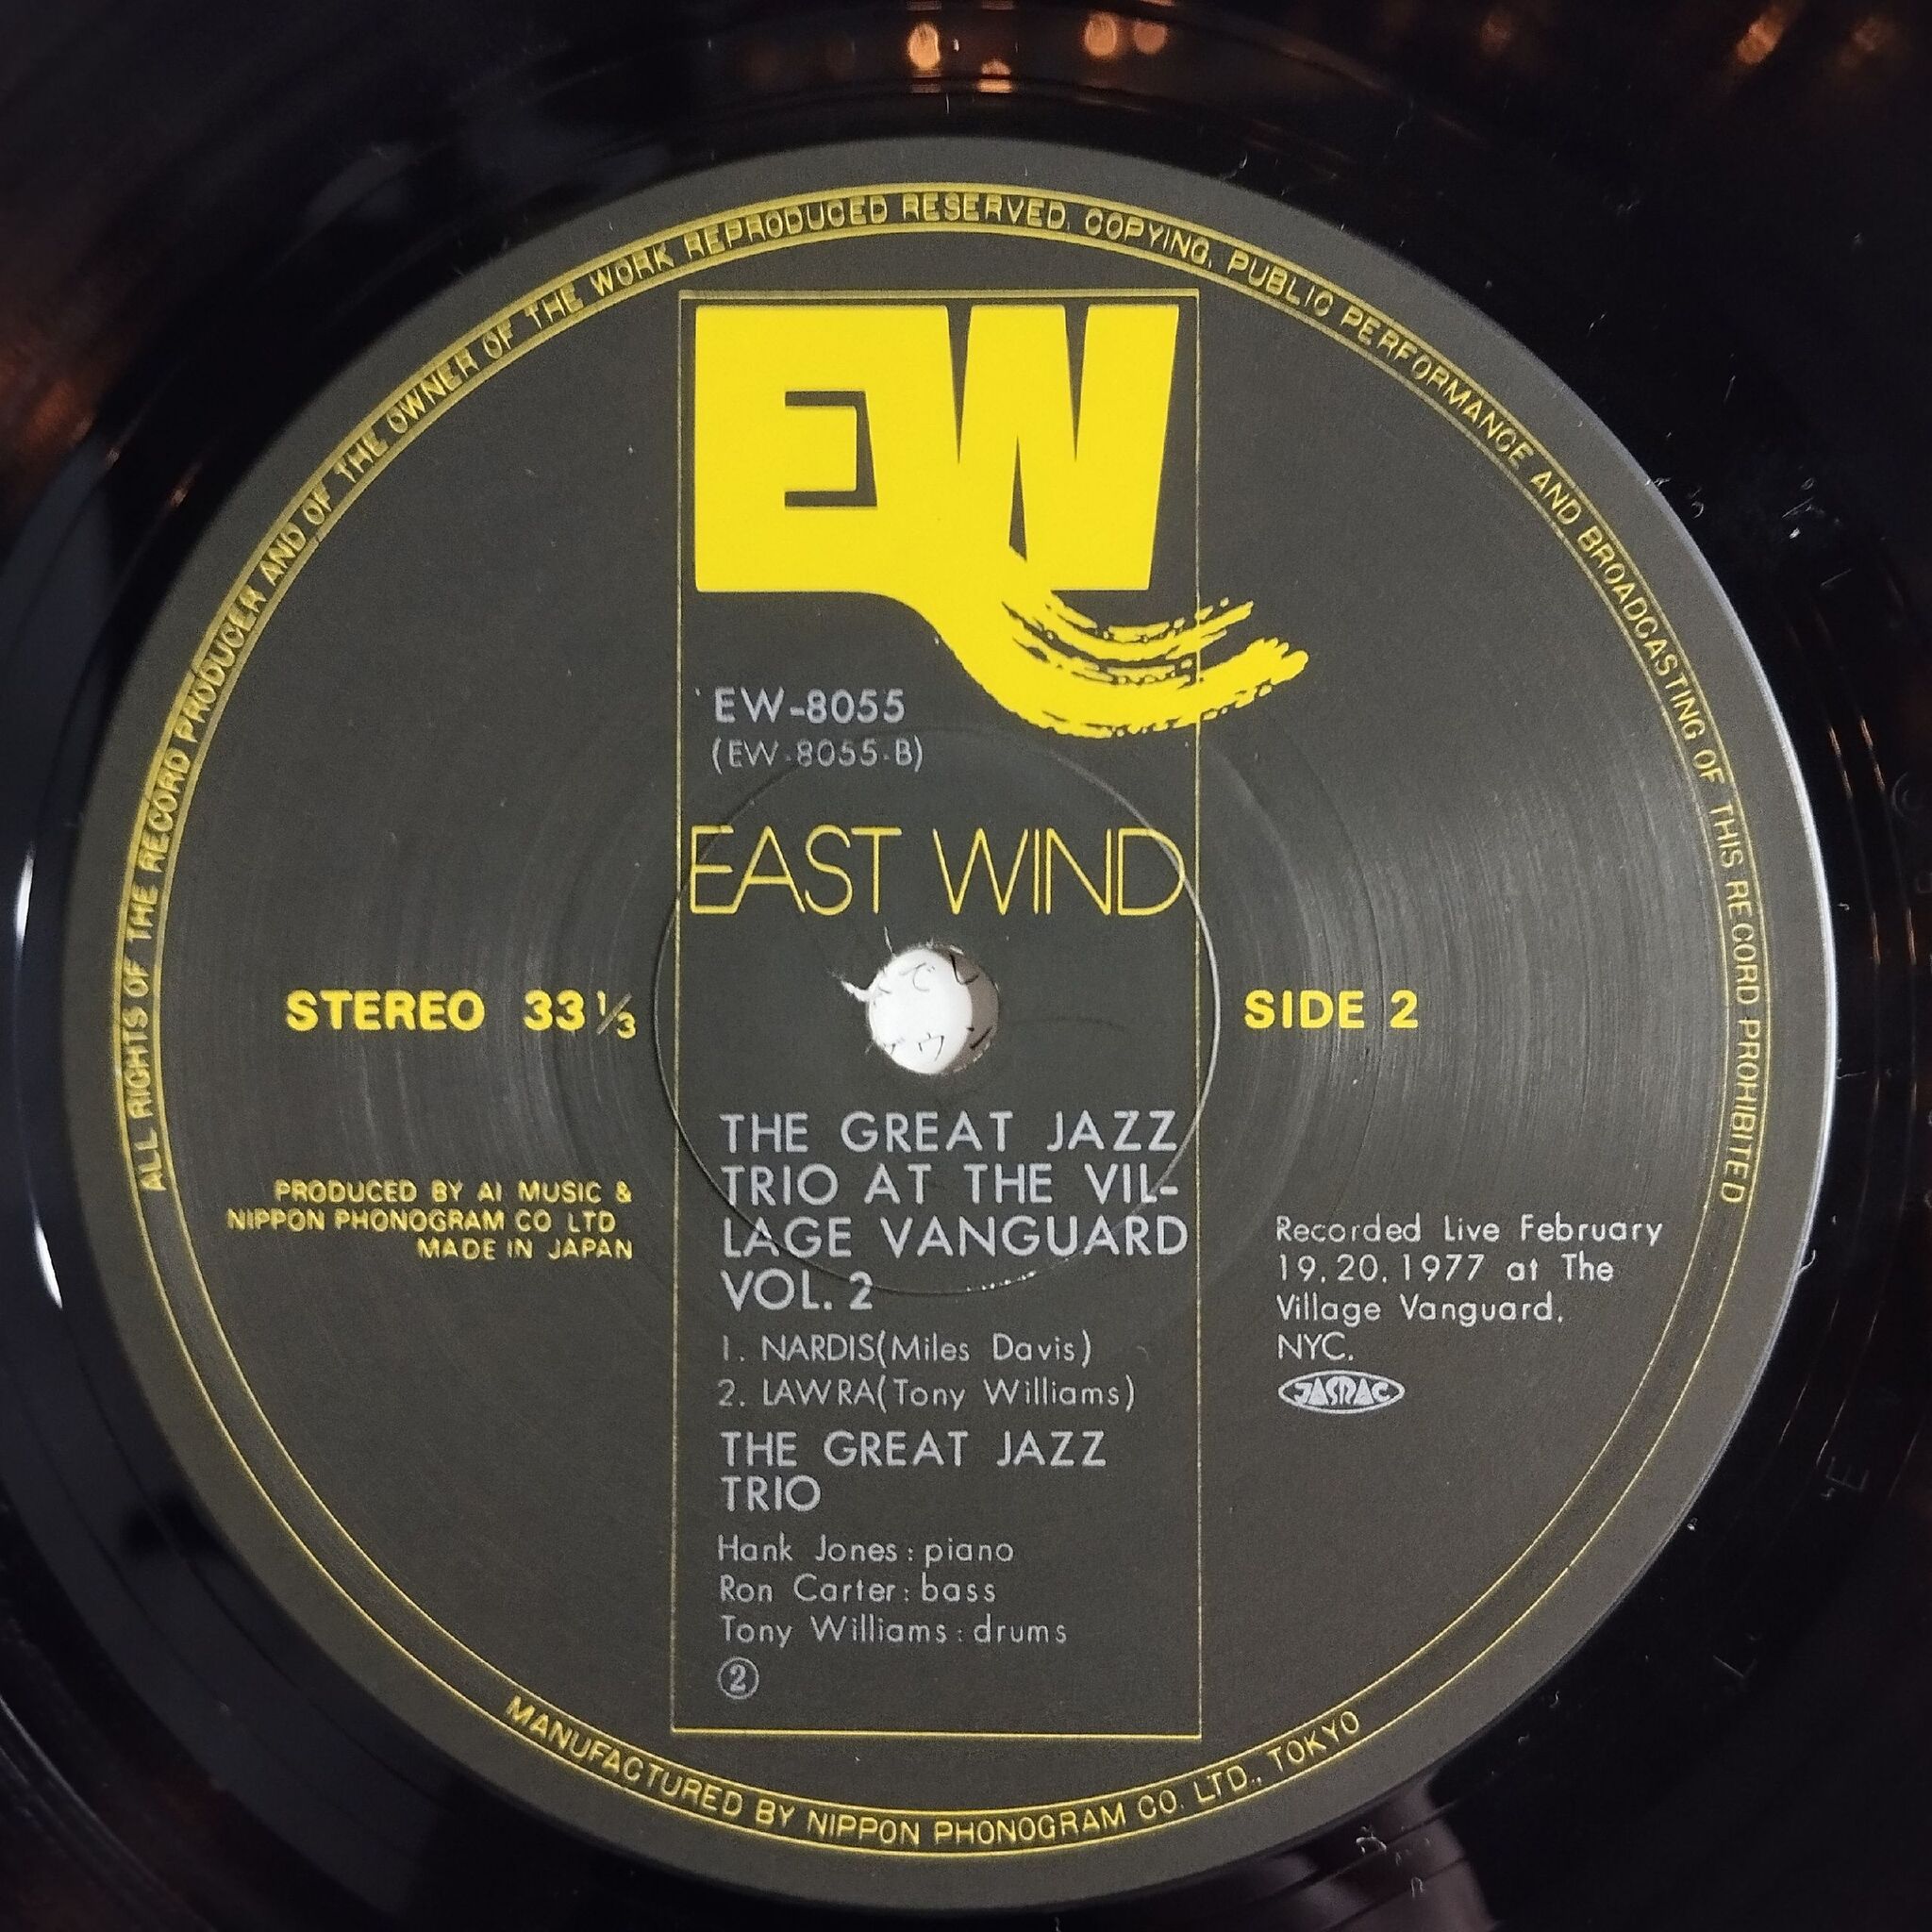 ALL RIGHTS OF THE RECORD PRODUCER AND OF THE OWNER OF THE WORK REPRODUCED RESERVED. COPYING, PUBLIC PERFORMANCE AND BROADCASTING OF THIS RECORD PROHIBITED
EW
EW-8055
(EW-8055-B)
EAST WIND
STEREO 33 1/3
SIDE 2
PRODUCED BY AI MUSIC &
NIPPON PHONOGRAM CO LTD
MADE IN JAPAN
THE GREAT JAZZ
TRIO AT THE VIL-
LAGE VANGUARD
VOL. 2
1. NARDIS(Miles Davis)
2. LAWRA(Tony Williams)
THE GREAT JAZZ
TRIO
Hank Jones : piano
Ron Carter : bass
Tony Williams : drums
②
Recorded Live February
19. 20. 1977 at The
Village Vanguard,
NYC.
JASRAC
MANUFACTURED BY NIPPON PHONOGRAM CO. LTD., TOKYO